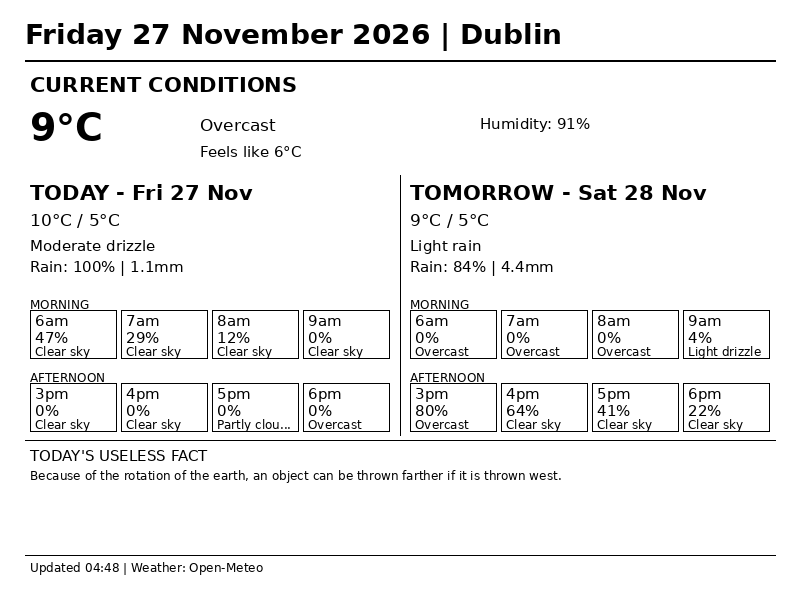 Friday 27 November 2026 | Dublin
CURRENT CONDITIONS
9°C
Overcast
Humidity: 91%
Feels like 6°C
TODAY - Fri 27 Nov
10°C / 5°C
Moderate drizzle
Rain: 100% | 1.1mm
MORNING
6am
47%
Clear sky
7am
29%
Clear sky
8am
12%
Clear sky
9am
0%
Clear sky
AFTERNOON
3pm
0%
Clear sky
4pm
0%
Clear sky
5pm
0%
Partly clou...
6pm
0%
Overcast
TOMORROW - Sat 28 Nov
9°C / 5°C
Light rain
Rain: 84% | 4.4mm
MORNING
6am
0%
Overcast
7am
0%
Overcast
8am
0%
Overcast
9am
4%
Light drizzle
AFTERNOON
3pm
80%
Overcast
4pm
64%
Clear sky
5pm
41%
Clear sky
6pm
22%
Clear sky
TODAY'S USELESS FACT
Because of the rotation of the earth, an object can be thrown farther if it is thrown west.
Updated 04:48 | Weather: Open-Meteo